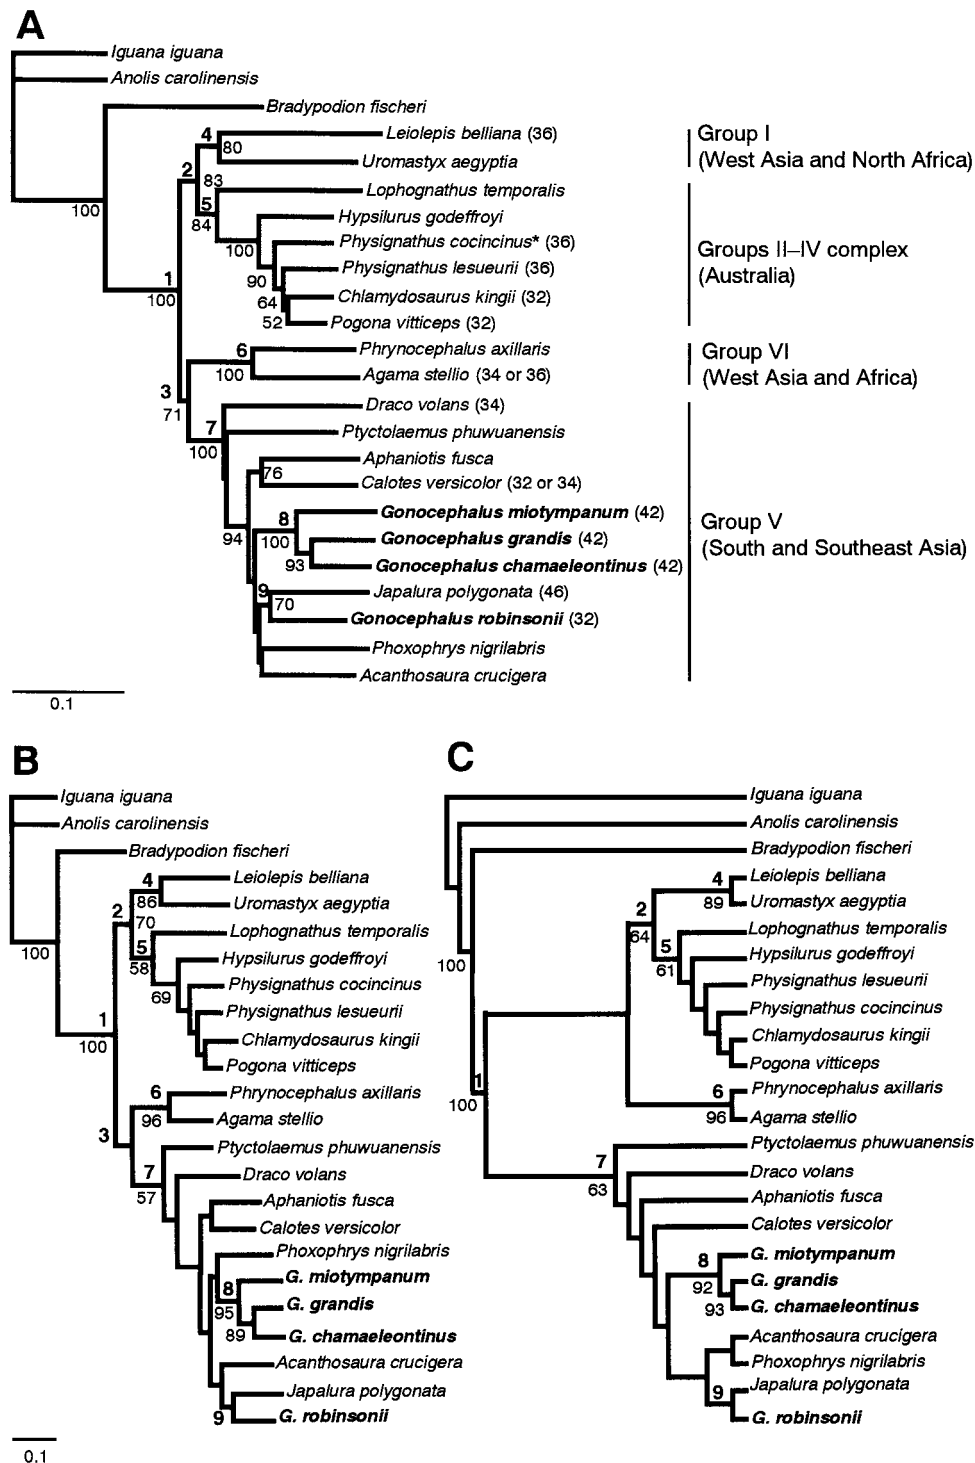 A
Iguana iguana
Anolis carolinensis
Bradypodion fischeri
4
Leiolepis belliana (36)
80
Uromastyx aegyptia
Group I
(West Asia and North Africa)
2
83
5
Lophognathus temporalis
84
100
Hypsilurus godeffroyi
100
Physignathus cocincinus* (36)
90
Physignathus lesueurii (36)
64
Chlamydosaurus kingii (32)
52
Pogona vitticeps (32)
Groups II–IV complex
(Australia)
1
100
6
Phrynocephalus axillaris
100
Agama stellio (34 or 36)
Group VI
(West Asia and Africa)
3
71
Draco volans (34)
7
100
Ptyctolaemus phuwuanensis
Aphaniotis fusca
76
Calotes versicolor (32 or 34)
94
8
Gonocephalus miotympanum (42)
100
Gonocephalus grandis (42)
93
Gonocephalus chamaeleontinus (42)
9
Japalura polygonata (46)
70
Gonocephalus robinsonii (32)
Phoxophrys nigrilabris
Acanthosaura crucigera
Group V
(South and Southeast Asia)
0.1
B
Iguana iguana
Anolis carolinensis
Bradypodion fischeri
4
Leiolepis belliana
86
Uromastyx aegyptia
2
70
5
Lophognathus temporalis
58
100
Hypsilurus godeffroyi
69
Physignathus cocincinus
Physignathus lesueurii
1
Chlamydosaurus kingii
100
Pogona vitticeps
6
Phrynocephalus axillaris
96
Agama stellio
3
Ptyctolaemus phuwuanensis
7
Draco volans
57
Aphaniotis fusca
Calotes versicolor
Phoxophrys nigrilabris
8
G. miotympanum
95
G. grandis
89
G. chamaeleontinus
Acanthosaura crucigera
Japalura polygonata
9
G. robinsonii
0.1
C
Iguana iguana
Anolis carolinensis
Bradypodion fischeri
4
Leiolepis belliana
89
Uromastyx aegyptia
2
64
5
Lophognathus temporalis
61
100
Hypsilurus godeffroyi
Physignathus lesueurii
Physignathus cocincinus
Chlamydosaurus kingii
Pogona vitticeps
1
100
6
Phrynocephalus axillaris
96
Agama stellio
Ptyctolaemus phuwuanensis
7
Draco volans
63
Aphaniotis fusca
Calotes versicolor
8
G. miotympanum
92
G. grandis
93
G. chamaeleontinus
Acanthosaura crucigera
Phoxophrys nigrilabris
9
Japalura polygonata
G. robinsonii